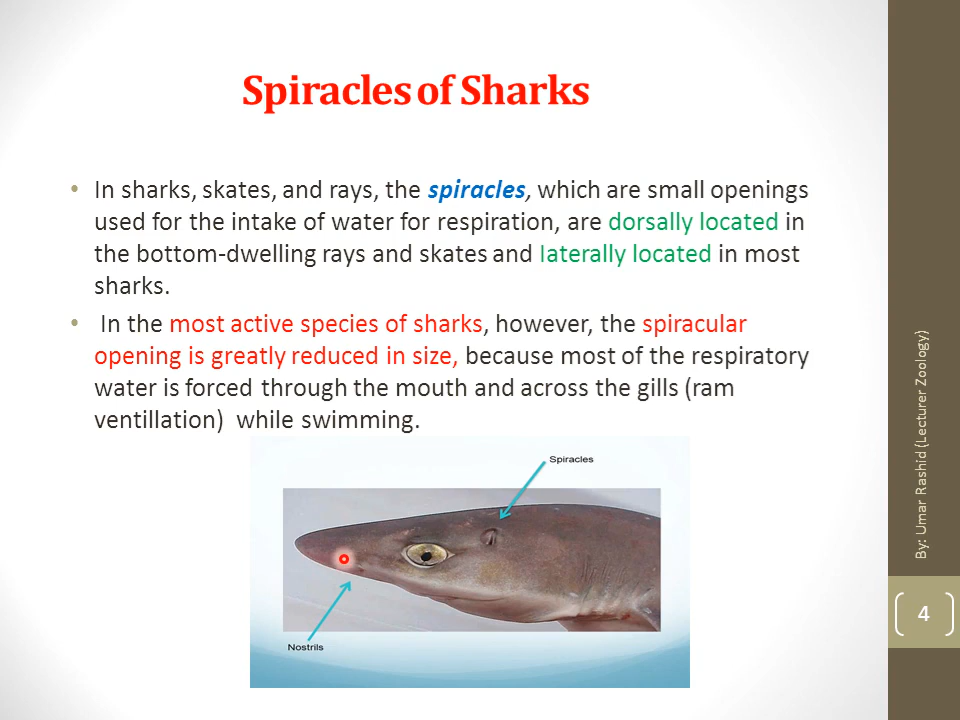 Spiracles of Sharks
• In sharks, skates, and rays, the spiracles, which are small openings
used for the intake of water for respiration, are dorsally located in
the bottom-dwelling rays and skates and Iaterally located in most
sharks.
• In the most active species of sharks, however, the spiracular
opening is greatly reduced in size, because most of the respiratory
water is forced through the mouth and across the gills (ram
ventillation) while swimming.
Spiracles
Nostrils
By: Umar Rashid (Lecturer Zoology)
4